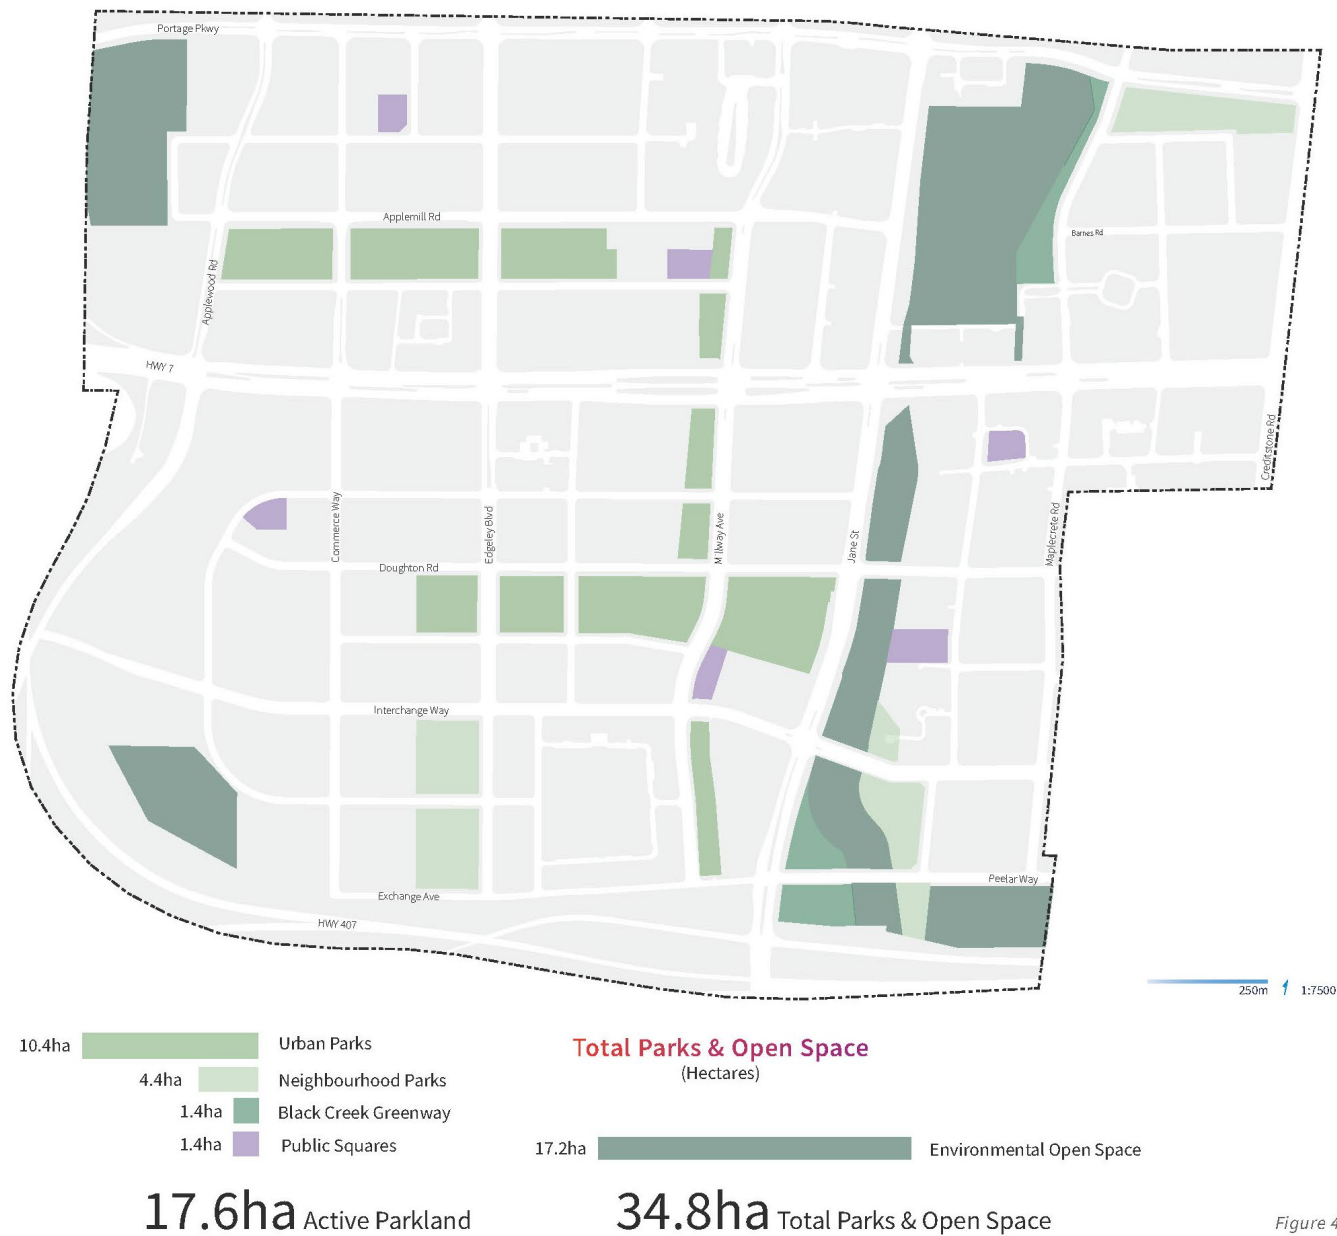 Portage Pkwy
Applemill Rd
Barnes Rd
Applewood Rd
HWY 7
Creditstone Rd
Commerce Way
Edgeley Blvd
Millway Ave
Jane St
Maplecrete Rd
Doughton Rd
Interchange Way
Peelar Way
Exchange Ave
HWY 407
250m 1:7500
10.4ha Urban Parks
4.4ha Neighbourhood Parks
1.4ha Black Creek Greenway
1.4ha Public Squares
17.6ha Active Parkland
Total Parks & Open Space
(Hectares)
17.2ha Environmental Open Space
34.8ha Total Parks & Open Space
Figure 4